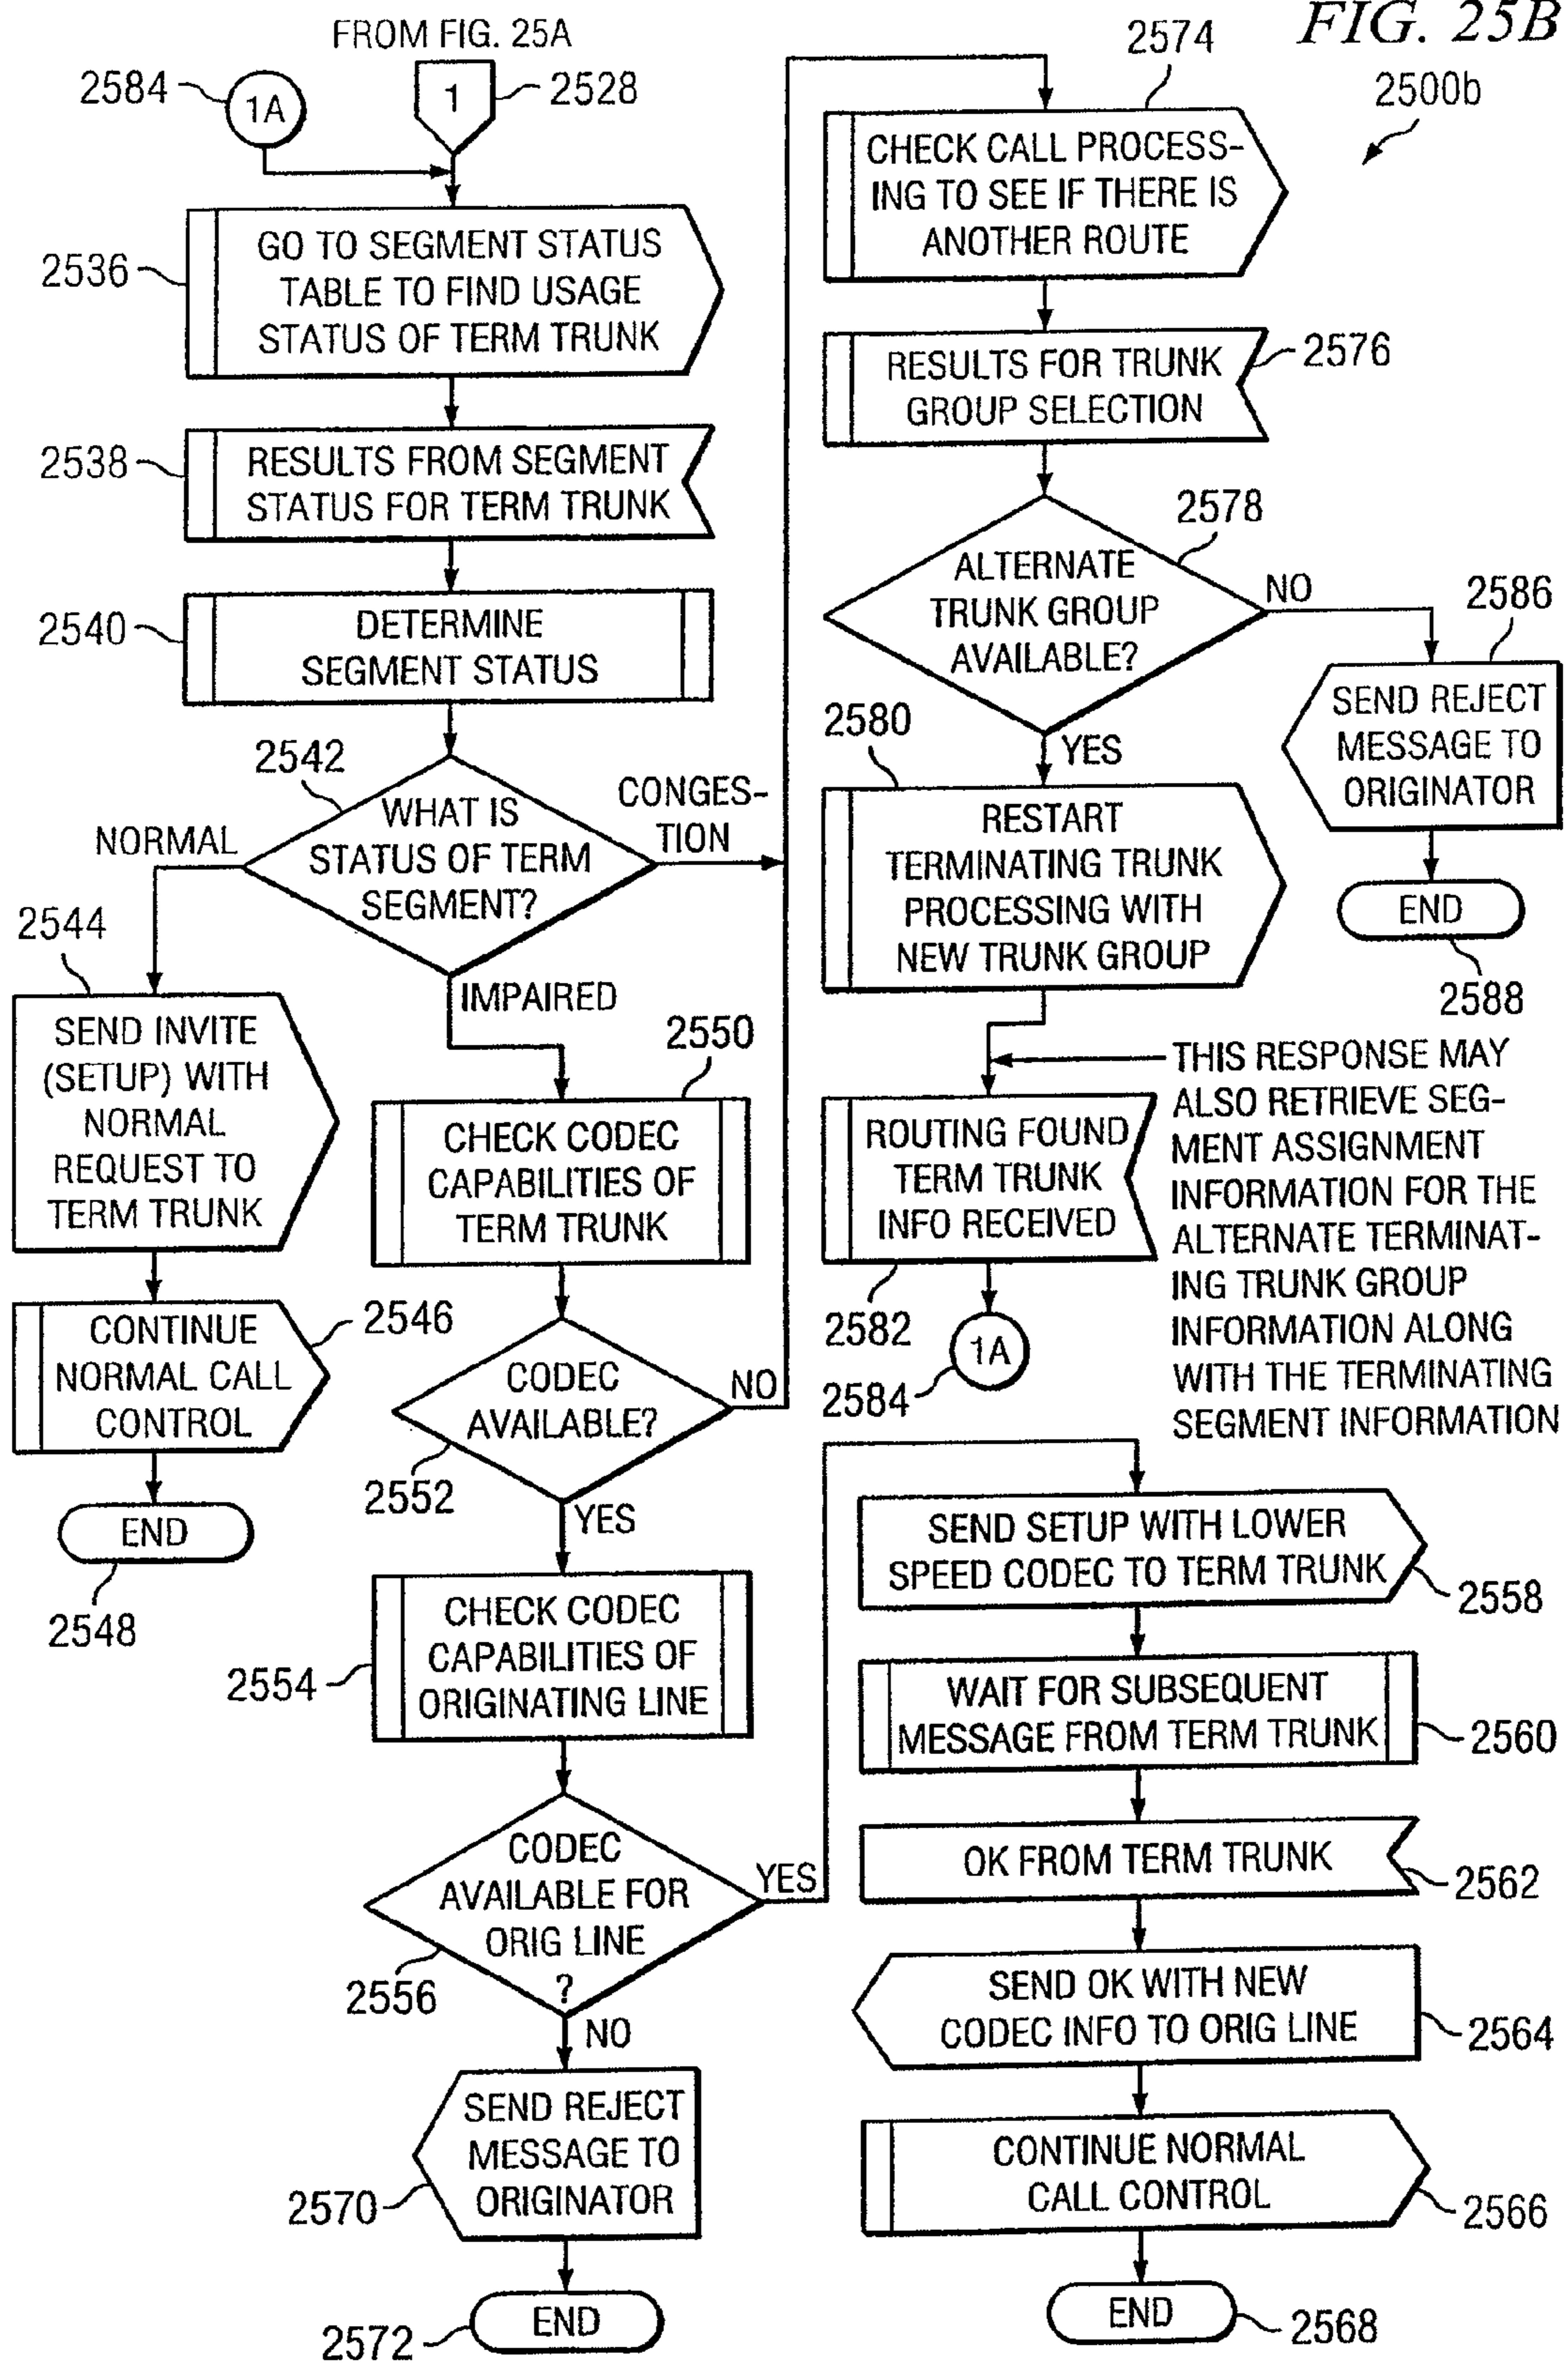 FIG. 25B
2500b
FROM FIG. 25A
2584
1A
1
2528
2536
GO TO SEGMENT STATUS
TABLE TO FIND USAGE
STATUS OF TERM TRUNK
2538
RESULTS FROM SEGMENT
STATUS FOR TERM TRUNK
2540
DETERMINE
SEGMENT STATUS
2542
WHAT IS
STATUS OF TERM
SEGMENT?
NORMAL
CONGES-
TION
IMPAIRED
2544
SEND INVITE
(SETUP) WITH
NORMAL
REQUEST TO
TERM TRUNK
CONTINUE
NORMAL CALL
CONTROL
2546
END
2548
2550
CHECK CODEC
CAPABILITIES OF
TERM TRUNK
CODEC
AVAILABLE?
NO
2552
YES
CHECK CODEC
CAPABILITIES OF
ORIGINATING LINE
2554
CODEC
AVAILABLE FOR
ORIG LINE
?
YES
2556
NO
SEND REJECT
MESSAGE TO
ORIGINATOR
2570
END
2572
2574
CHECK CALL PROCESS-
ING TO SEE IF THERE IS
ANOTHER ROUTE
RESULTS FOR TRUNK
GROUP SELECTION
2576
2578
ALTERNATE
TRUNK GROUP
AVAILABLE?
NO
2586
SEND REJECT
MESSAGE TO
ORIGINATOR
END
2588
YES
2580
RESTART
TERMINATING TRUNK
PROCESSING WITH
NEW TRUNK GROUP
ROUTING FOUND
TERM TRUNK
INFO RECEIVED
2582
1A
2584
THIS RESPONSE MAY
ALSO RETRIEVE SEG-
MENT ASSIGNMENT
INFORMATION FOR THE
ALTERNATE TERMINAT-
ING TRUNK GROUP
INFORMATION ALONG
WITH THE TERMINATING
SEGMENT INFORMATION
SEND SETUP WITH LOWER
SPEED CODEC TO TERM TRUNK
2558
WAIT FOR SUBSEQUENT
MESSAGE FROM TERM TRUNK
2560
OK FROM TERM TRUNK
2562
SEND OK WITH NEW
CODEC INFO TO ORIG LINE
2564
CONTINUE NORMAL
CALL CONTROL
2566
END
2568